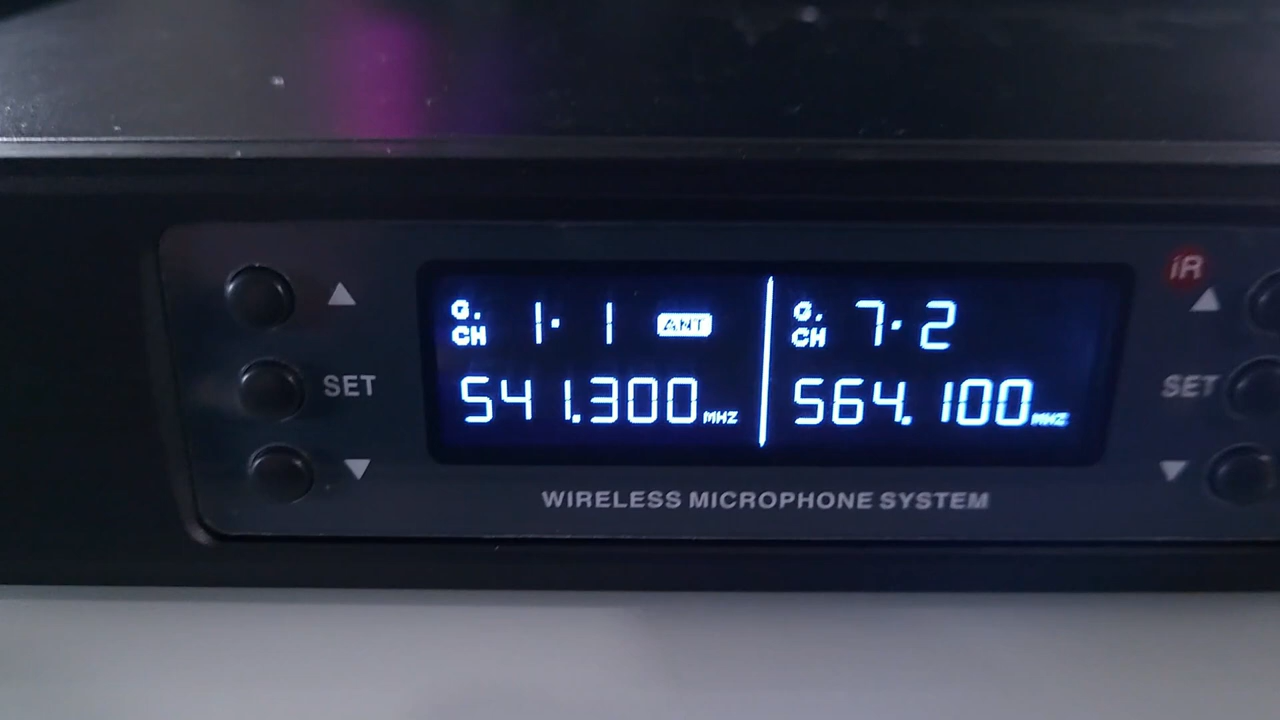 G. CH 1·1 ANT
541.300 MHZ
G. CH 7·2
564.100 MHZ
iR
SET
SET
WIRELESS MICROPHONE SYSTEM